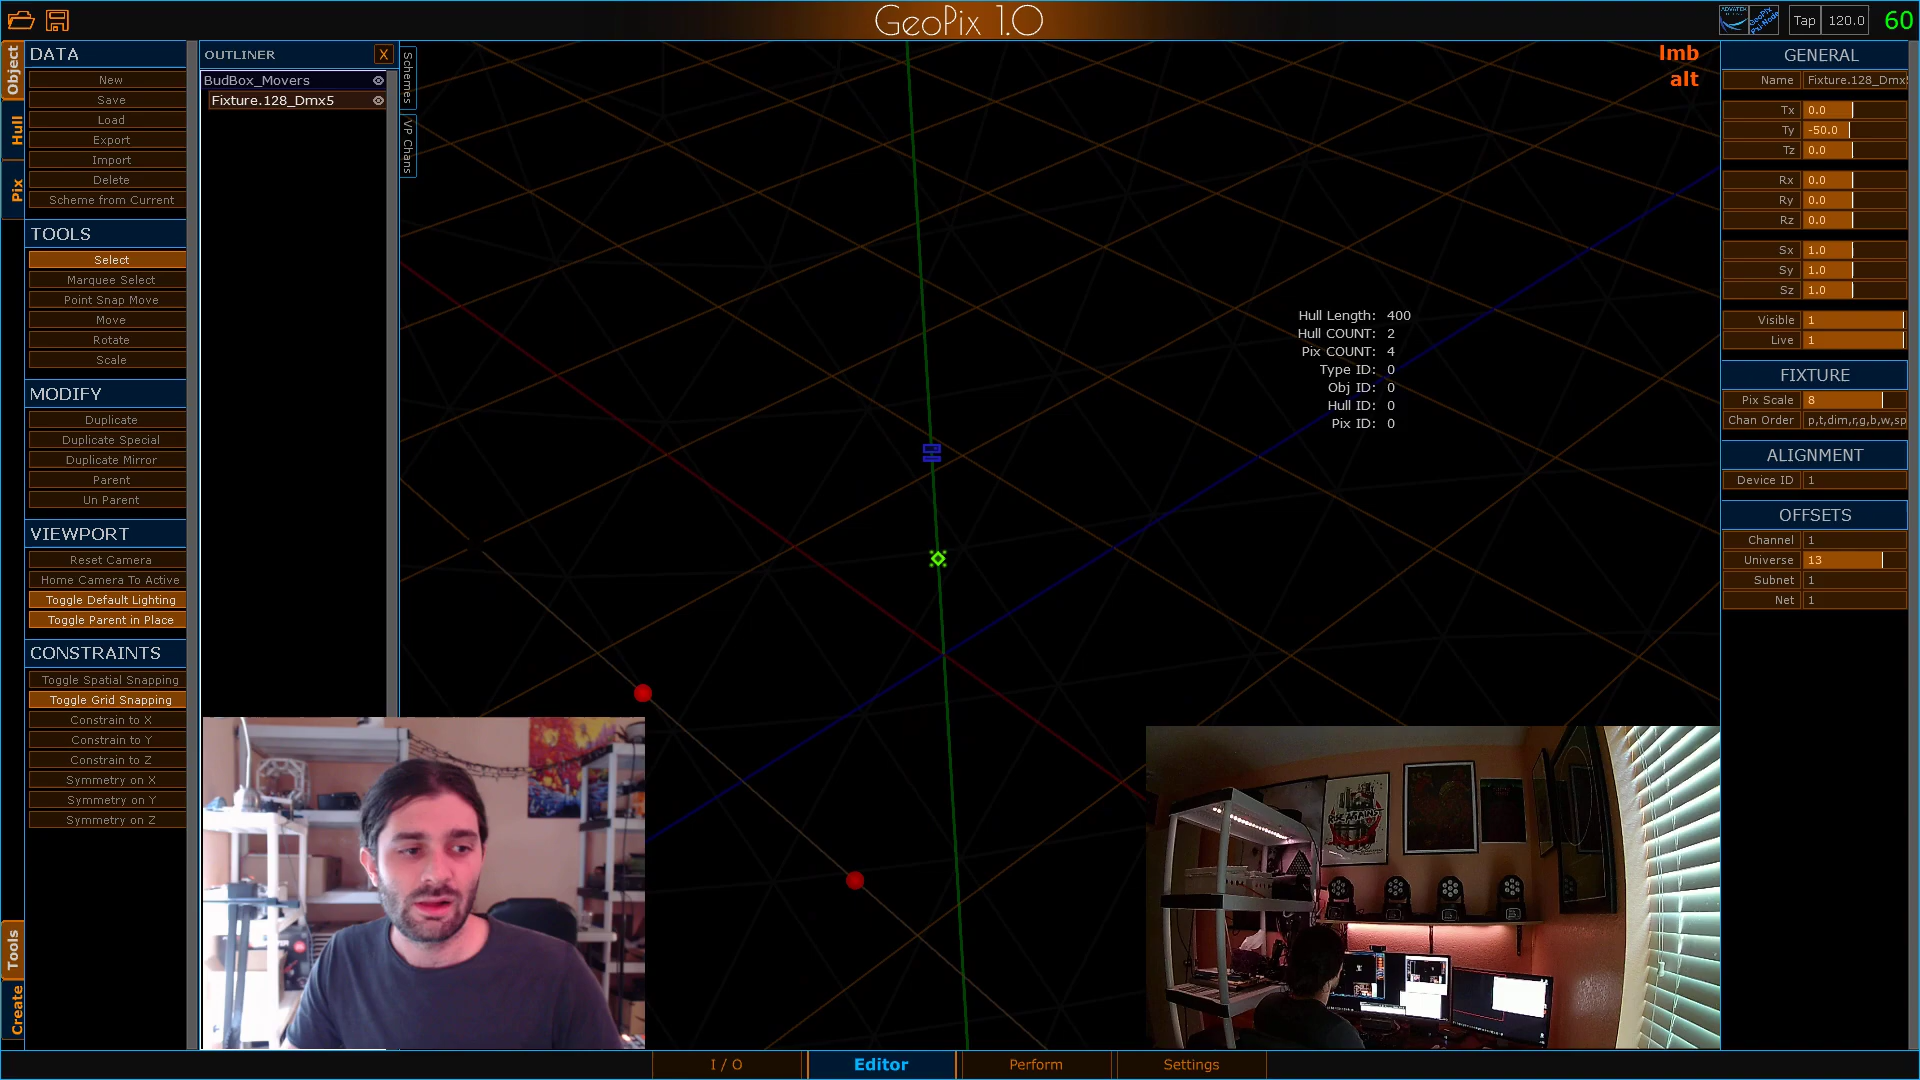 GeoPix 1.0
Tap 120.0 60
Object
Hull
Pix
Tools
Create
DATA
New
Save
Load
Export
Import
Delete
Scheme from Current
TOOLS
Select
Marquee Select
Point Snap Move
Move
Rotate
Scale
MODIFY
Duplicate
Duplicate Special
Duplicate Mirror
Parent
Un Parent
VIEWPORT
Reset Camera
Home Camera To Active
Toggle Default Lighting
Toggle Parent in Place
CONSTRAINTS
Toggle Spatial Snapping
Toggle Grid Snapping
Constrain to X
Constrain to Y
Constrain to Z
Symmetry on X
Symmetry on Y
Symmetry on Z
OUTLINER X
BudBox_Movers
Fixture.128_Dmx5
Schemes
VP Chans
lmb
alt
Hull Length: 400
Hull COUNT: 2
Pix COUNT: 4
Type ID: 0
Obj ID: 0
Hull ID: 0
Pix ID: 0
RISE AGAINST
GENERAL
Name Fixture.128_Dmx5
Tx 0.0
Ty -50.0
Tz 0.0
Rx 0.0
Ry 0.0
Rz 0.0
Sx 1.0
Sy 1.0
Sz 1.0
Visible 1
Live 1
FIXTURE
Pix Scale 8
Chan Order p,t,dim,r,g,b,w,sp
ALIGNMENT
Device ID 1
OFFSETS
Channel 1
Universe 13
Subnet 1
Net 1
I / O
Editor
Perform
Settings